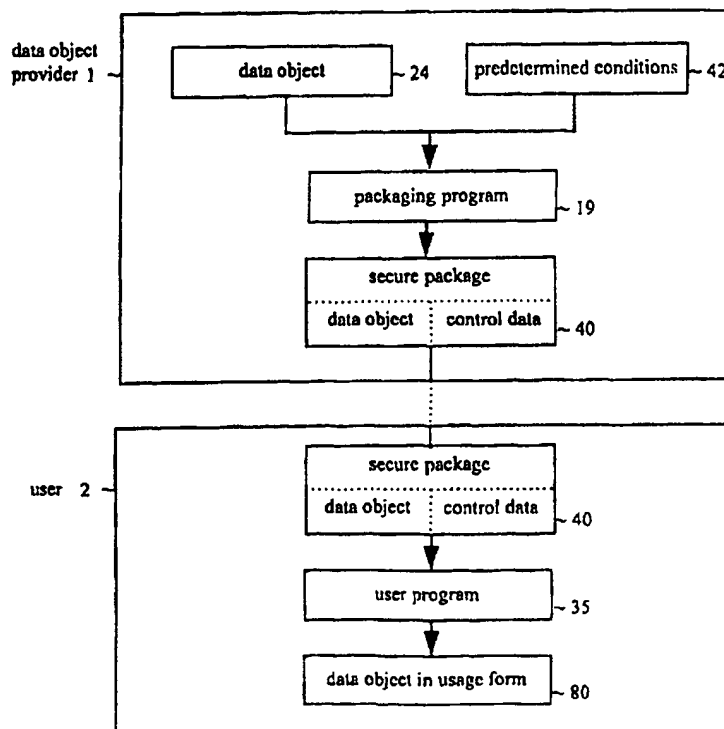 data object
provider 1
data object
~ 24
predetermined conditions
~ 42
packaging program
~ 19
secure package
data object
control data
~ 40
user 2
secure package
data object
control data
~ 40
user program
~ 35
data object in usage form
~ 80